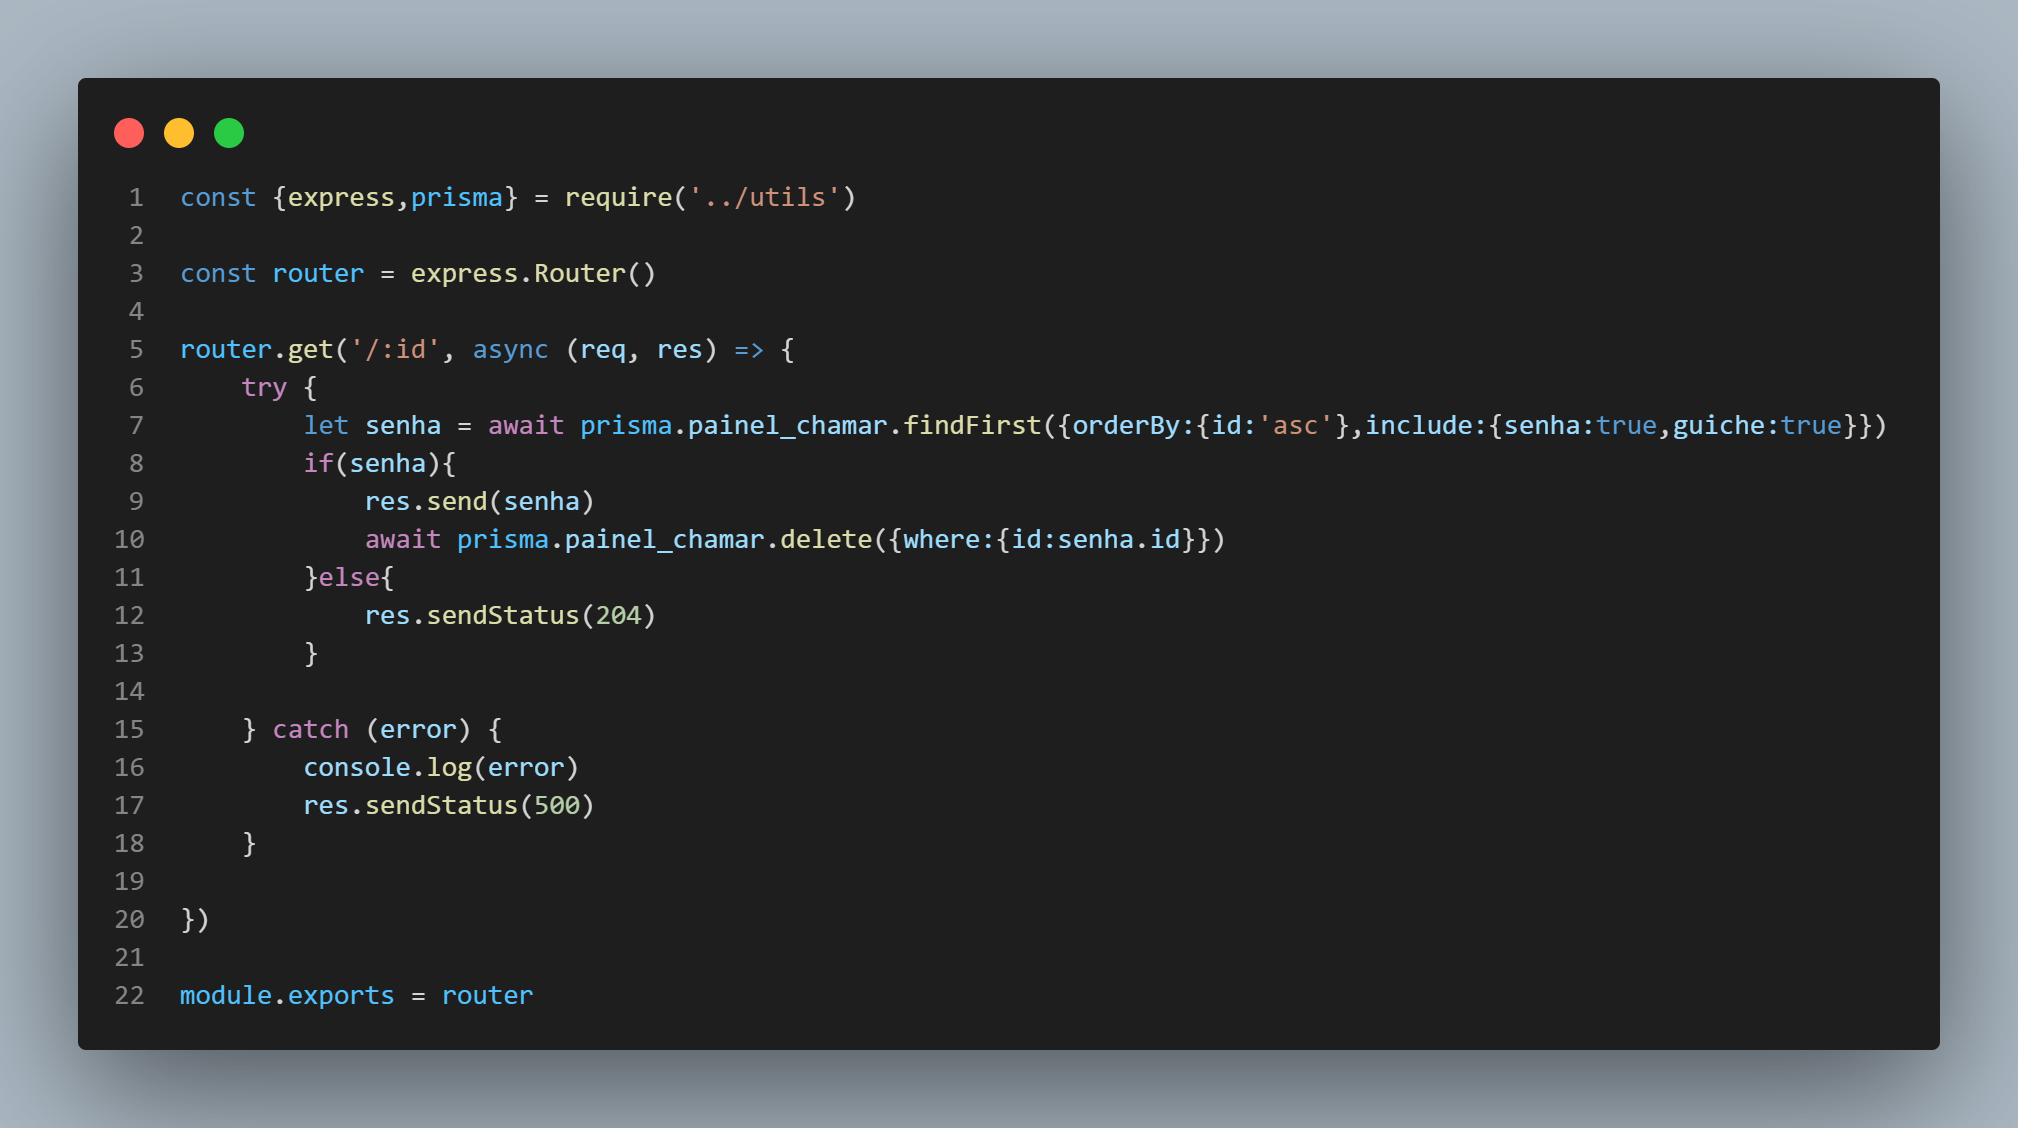 1 const {express,prisma} = require('../utils')
2
3 const router = express.Router()
4
5 router.get('/:id', async (req, res) => {
6     try {
7         let senha = await prisma.painel_chamar.findFirst({orderBy:{id:'asc'},include:{senha:true,guiche:true}})
8         if(senha){
9             res.send(senha)
10             await prisma.painel_chamar.delete({where:{id:senha.id}})
11         }else{
12             res.sendStatus(204)
13         }
14
15     } catch (error) {
16         console.log(error)
17         res.sendStatus(500)
18     }
19
20 })
21
22 module.exports = router